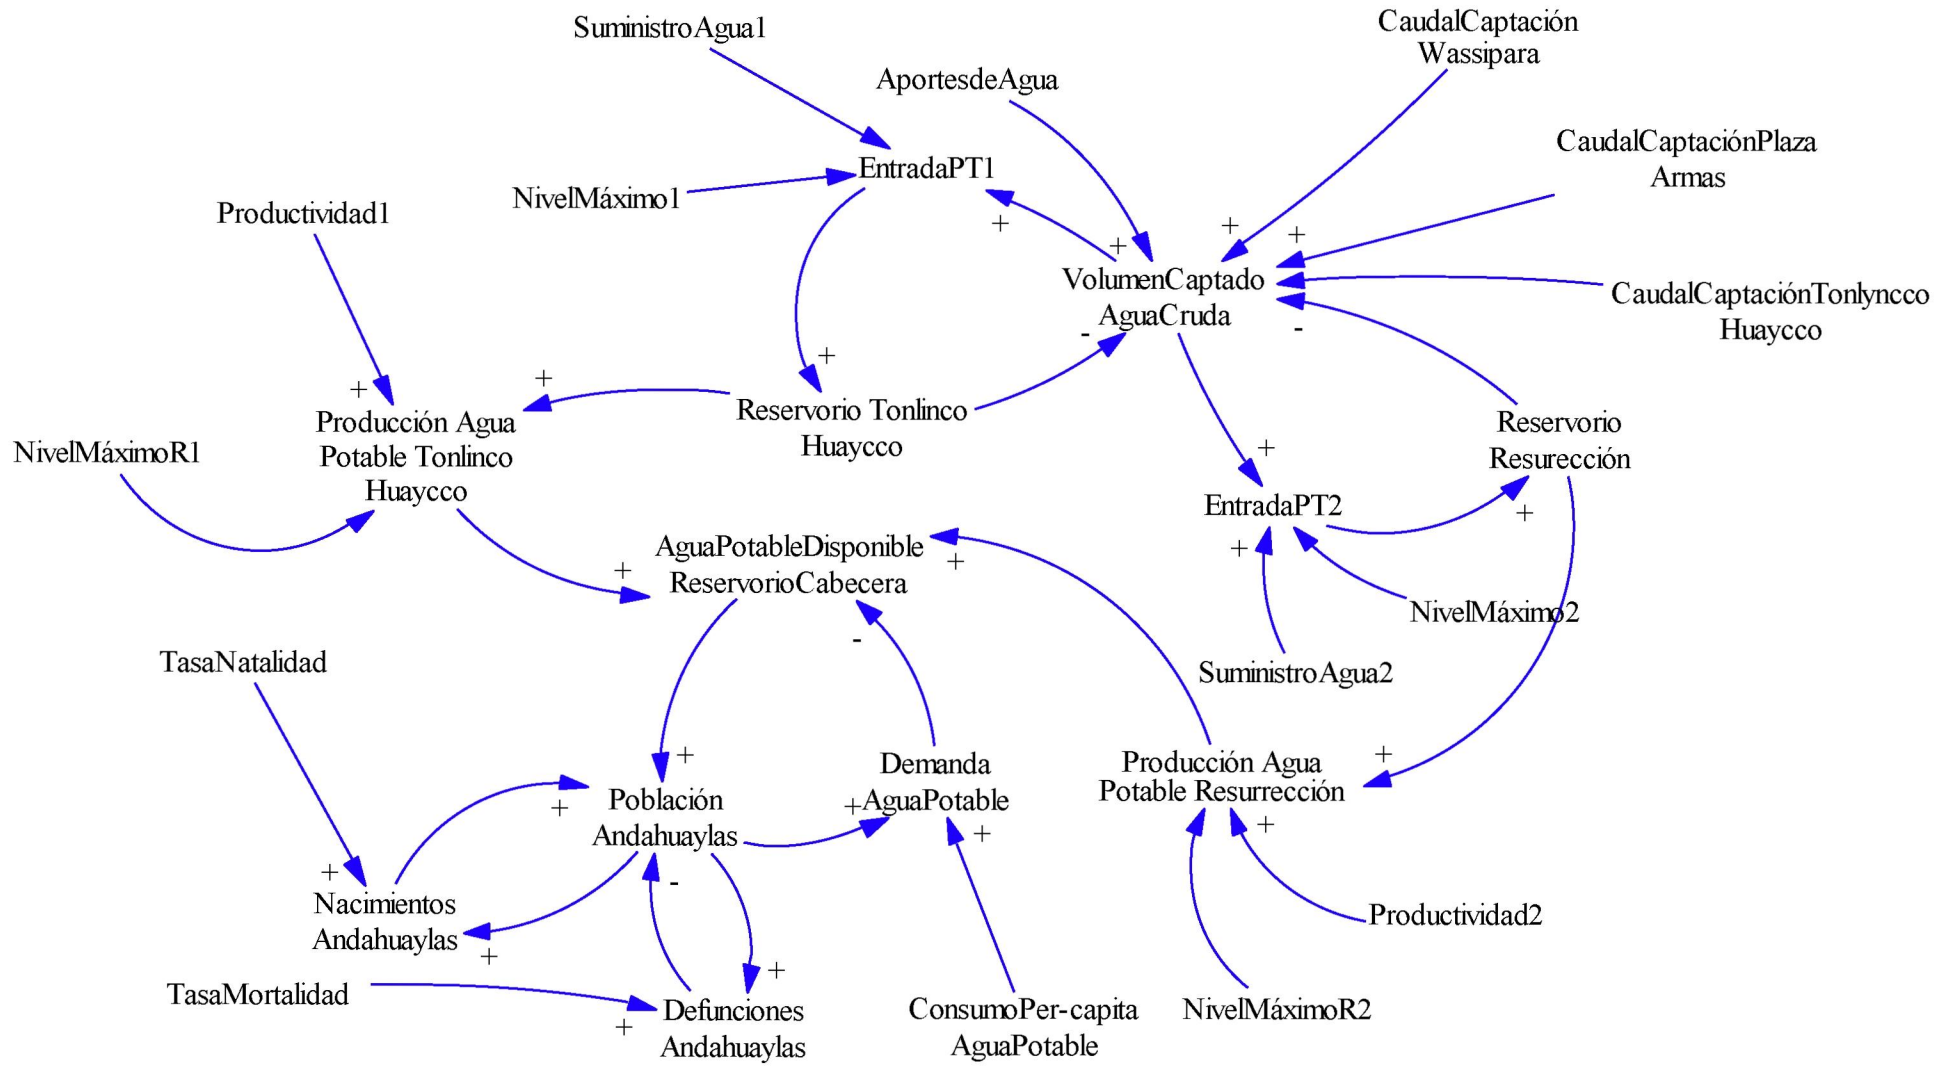 SuministroAgua1
CaudalCaptación
Wassipara
AportesdeAgua
CaudalCaptaciónPlaza
Armas
EntradaPT1
NivelMáximo1
Productividad1
+
+
+
+
+
VolumenCaptado
AguaCruda
CaudalCaptaciónTonlyncco
Huaycco
-
-
+
+
+
Reservorio Tonlinco
Huaycco
Producción Agua
Potable Tonlinco
Huaycco
NivelMáximoR1
Reservorio
Resurección
+
EntradaPT2
+
+
AguaPotableDisponible
ReservorioCabecera
+
+
NivelMáximo2
-
TasaNatalidad
SuministroAgua2
+
+
Demanda
AguaPotable
Producción Agua
Potable Resurrección
Población
Andahuaylas
+
+
+
+
+
-
Nacimientos
Andahuaylas
Productividad2
+
+
TasaMortalidad
+
Defunciones
Andahuaylas
ConsumoPer-capita
AguaPotable
NivelMáximoR2